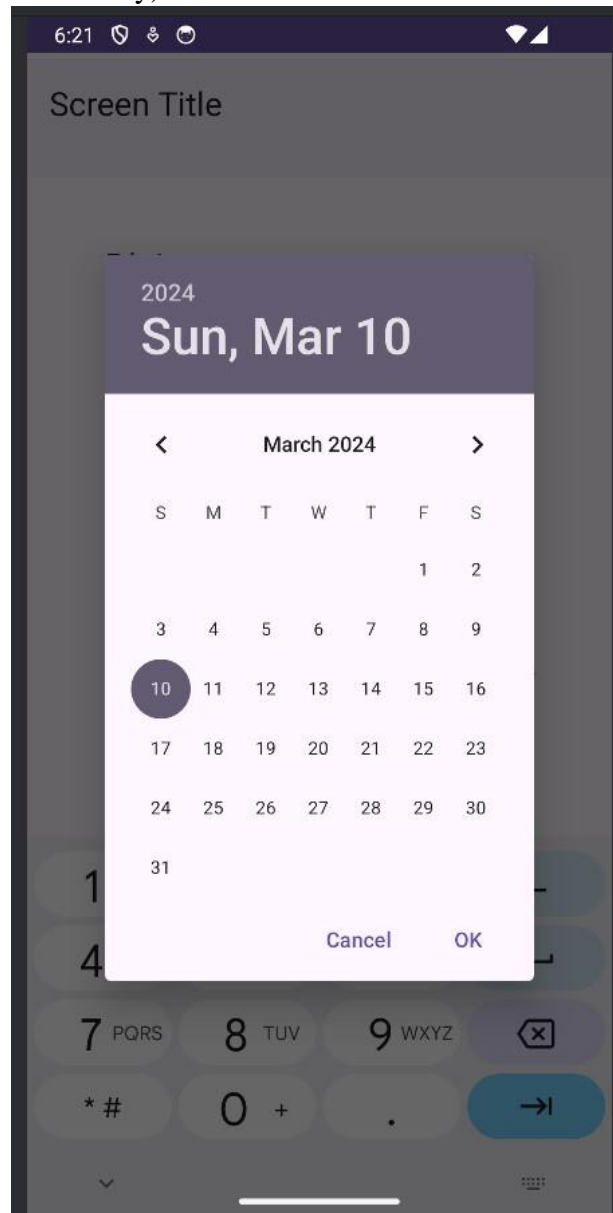 6:21
Screen Title
2024
Sun, Mar 10
March 2024
S M T W T F S
1 2
3 4 5 6 7 8 9
10 11 12 13 14 15 16
17 18 19 20 21 22 23
24 25 26 27 28 29 30
31
Cancel OK
1
4
7 PQRS 8 TUV 9 WXYZ
* # 0 + .